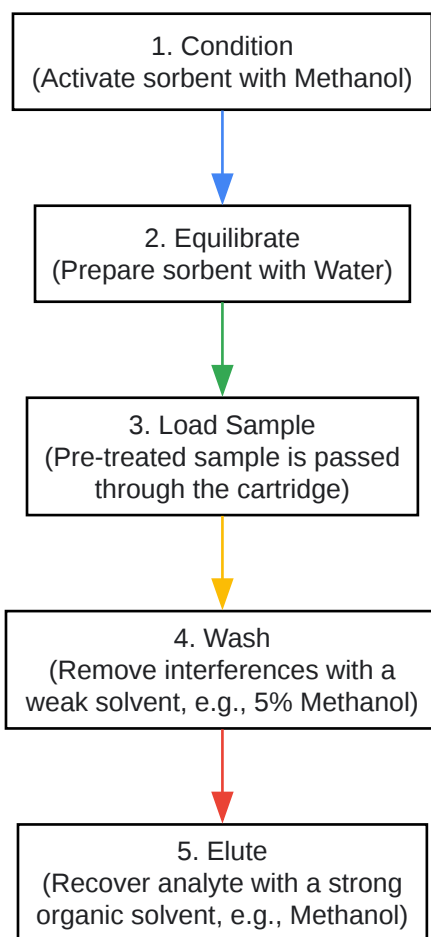 1. Condition
(Activate sorbent with Methanol)
2. Equilibrate
(Prepare sorbent with Water)
3. Load Sample
(Pre-treated sample is passed
through the cartridge)
4. Wash
(Remove interferences with a
weak solvent, e.g., 5% Methanol)
5. Elute
(Recover analyte with a strong
organic solvent, e.g., Methanol)